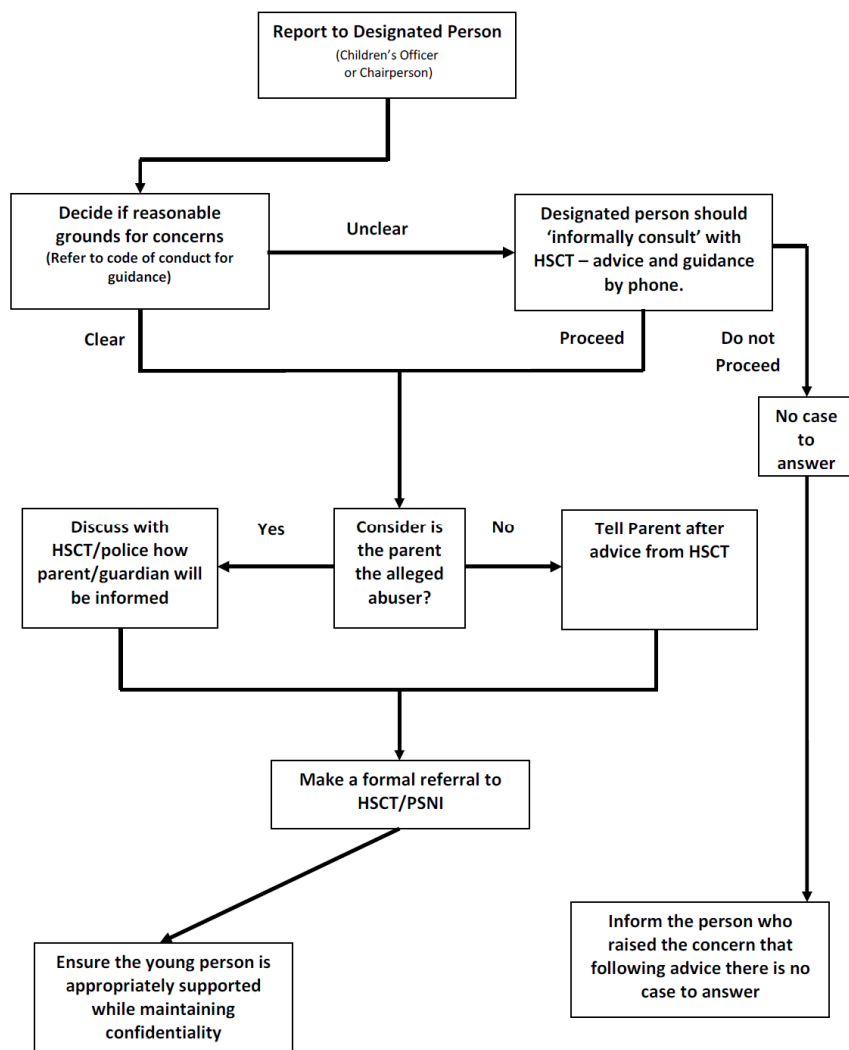 Report to Designated Person
(Children's Officer
or Chairperson)
Decide if reasonable
grounds for concerns
(Refer to code of conduct for
guidance)
Unclear
Designated person should
‘informally consult’ with
HSCT – advice and guidance
by phone.
Clear
Proceed
Do not
Proceed
No case
to
answer
Discuss with
HSCT/police how
parent/guardian will
be informed
Yes
Consider is
the parent
the alleged
abuser?
No
Tell Parent after
advice from HSCT
Make a formal referral to
HSCT/PSNI
Ensure the young person is
appropriately supported
while maintaining
confidentiality
Inform the person who
raised the concern that
following advice there is no
case to answer